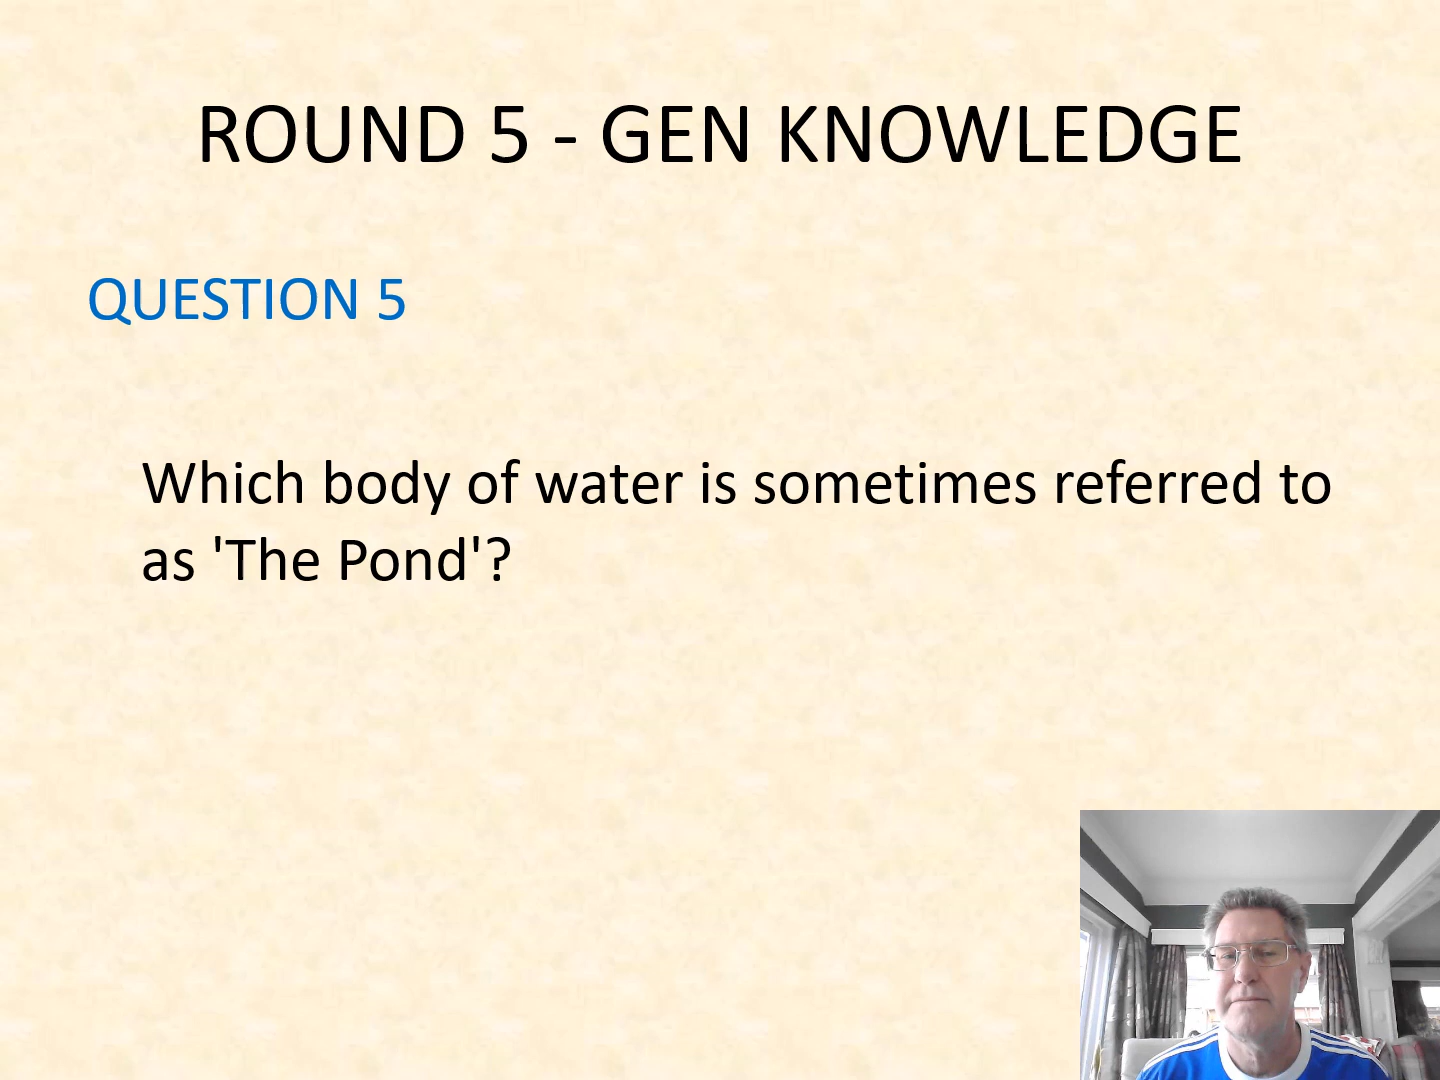 ROUND 5 - GEN KNOWLEDGE
QUESTION 5
Which body of water is sometimes referred to
as 'The Pond'?